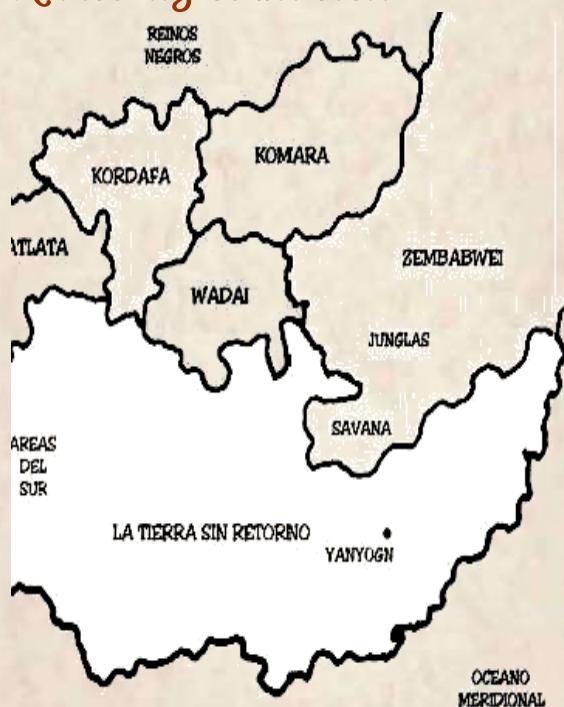 REINOS
NEGROS
KOMARA
KORDAFA
ATLATA
ZEMBABWEI
WADAI
JUNGLAS
SAVANA
AREAS
DEL
SUR
LA TIERRA SIN RETORNO
YANYOGN
OCEANO
MERIDIONAL